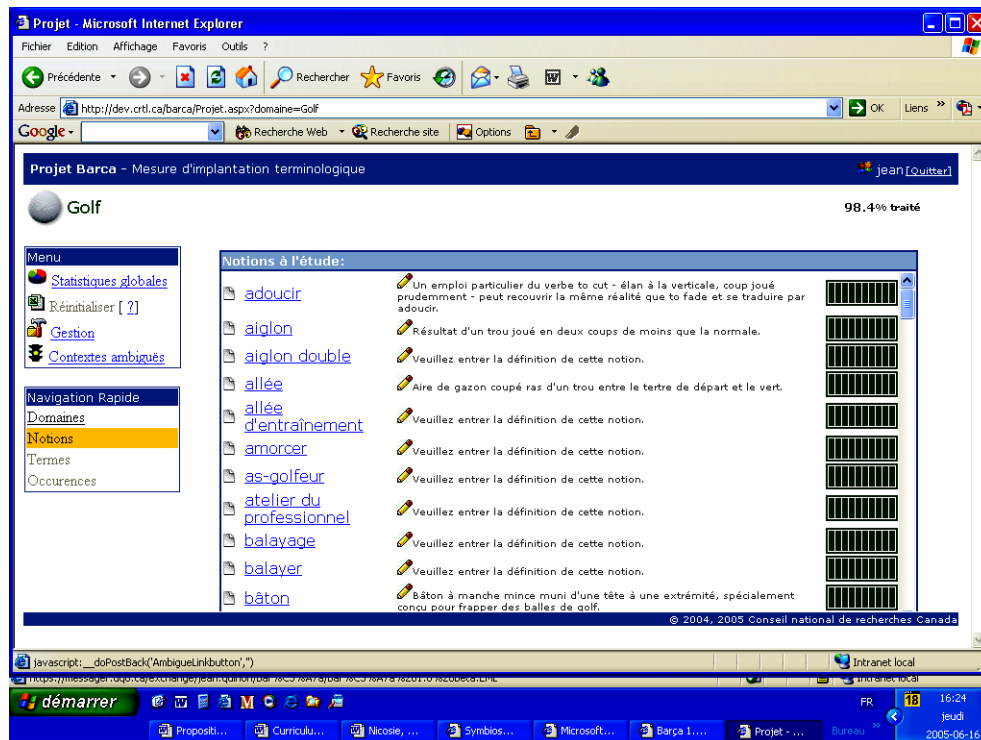 Projet - Microsoft Internet Explorer
Fichier Edition Affichage Favoris Outils ?
Précédente Rechercher Favoris
Adresse http://dev.crtl.ca/barca/Projet.aspx?domaine=Golf OK Liens »
Google Recherche Web Recherche site Options
Projet Barca - Mesure d'implantation terminologique jean [Quitter]
Golf 98.4% traité
Menu
Statistiques globales
Réinitialiser [ ?]
Gestion
Contextes ambiguës
Navigation Rapide
Domaines
Notions
Termes
Occurences
Notions à l'étude:
adoucir
Un emploi particulier du verbe to cut - élan à la verticale, coup joué
prudemment - peut recouvrir la même réalité que to fade et se traduire par
adoucir.
aiglon Résultat d'un trou joué en deux coups de moins que la normale.
aiglon double Veuillez entrer la définition de cette notion.
allée Aire de gazon coupé ras d'un trou entre le tertre de départ et le vert.
allée
d'entraînement Veuillez entrer la définition de cette notion.
amorcer Veuillez entrer la définition de cette notion.
as-golfeur Veuillez entrer la définition de cette notion.
atelier du
professionnel Veuillez entrer la définition de cette notion.
balayage Veuillez entrer la définition de cette notion.
balayer Veuillez entrer la définition de cette notion.
bâton Bâton à manche mince muni d'une tête à une extrémité, spécialement
conçu pour frapper des balles de golf.
© 2004, 2005 Conseil national de recherches Canada
javascript:__doPostBack('AmbigueLinkbutton','') Intranet local
démarrer FR 18 16:24
jeudi
Propositi... Curriculu... Nicosie, ... Symbios... Microsoft... Barça 1.... Projet - ... Bureau » 2005-06-16